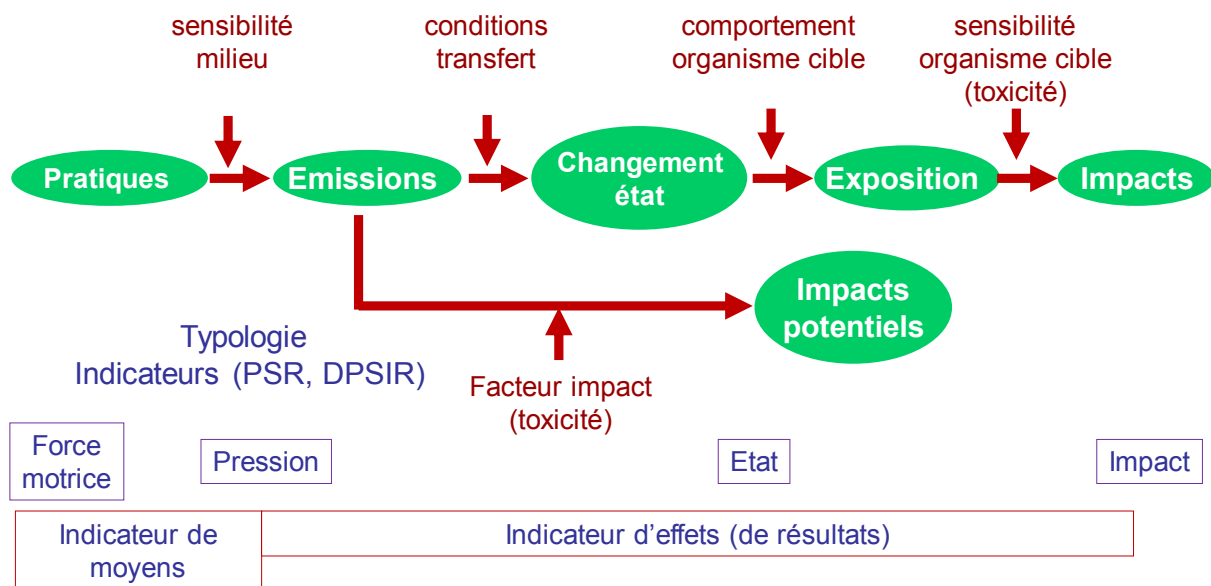 sensibilité
milieu
conditions
transfert
comportement
organisme cible
sensibilité
organisme cible
(toxicité)
Pratiques
Emissions
Changement
état
Exposition
Impacts
Impacts
potentiels
Typologie
Indicateurs (PSR, DPSIR)
Facteur impact
(toxicité)
Force
motrice
Pression
Etat
Impact
Indicateur de
moyens
Indicateur d’effets (de résultats)